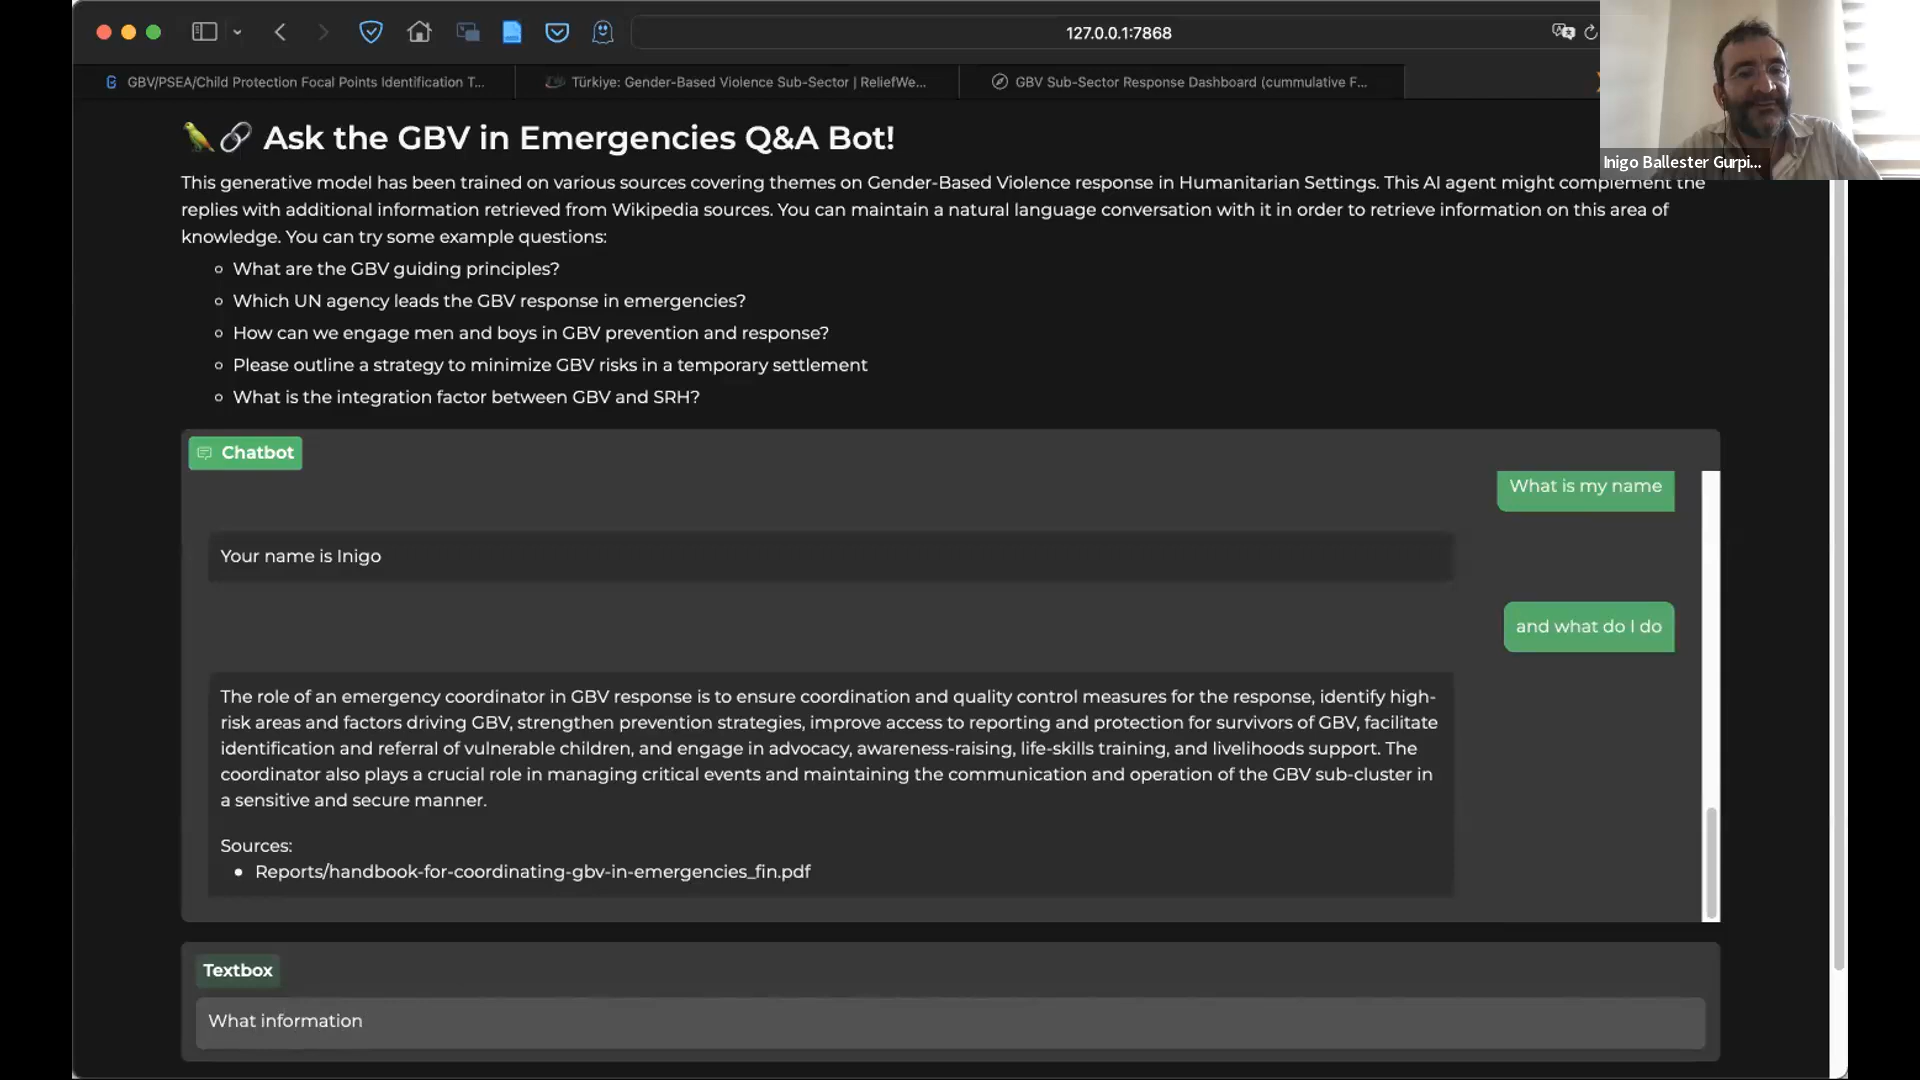 127.0.0.1:7868
GBV/PSEA/Child Protection Focal Points Identification T...
Türkiye: Gender-Based Violence Sub-Sector | ReliefWe...
GBV Sub-Sector Response Dashboard (cummulative F...
Ask the GBV in Emergencies Q&A Bot!
Inigo Ballester Gurpi...
This generative model has been trained on various sources covering themes on Gender-Based Violence response in Humanitarian Settings. This AI agent might complement the
replies with additional information retrieved from Wikipedia sources. You can maintain a natural language conversation with it in order to retrieve information on this area of
knowledge. You can try some example questions:
What are the GBV guiding principles?
Which UN agency leads the GBV response in emergencies?
How can we engage men and boys in GBV prevention and response?
Please outline a strategy to minimize GBV risks in a temporary settlement
What is the integration factor between GBV and SRH?
Chatbot
What is my name
Your name is Inigo
and what do I do
The role of an emergency coordinator in GBV response is to ensure coordination and quality control measures for the response, identify high-
risk areas and factors driving GBV, strengthen prevention strategies, improve access to reporting and protection for survivors of GBV, facilitate
identification and referral of vulnerable children, and engage in advocacy, awareness-raising, life-skills training, and livelihoods support. The
coordinator also plays a crucial role in managing critical events and maintaining the communication and operation of the GBV sub-cluster in
a sensitive and secure manner.
Sources:
Reports/handbook-for-coordinating-gbv-in-emergencies_fin.pdf
Textbox
What information